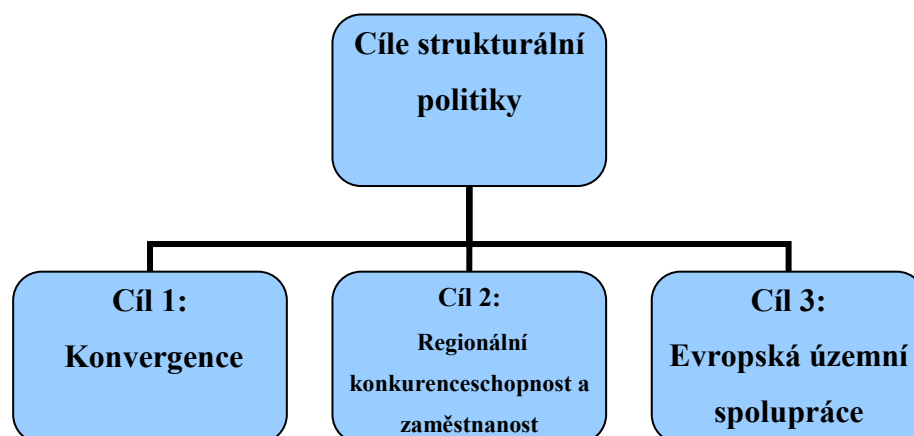 Cíle strukturální
politiky
Cíl 1:
Konvergence
Cíl 2:
Regionální
konkurenceschopnost a
zaměstnanost
Cíl 3:
Evropská územní
spolupráce